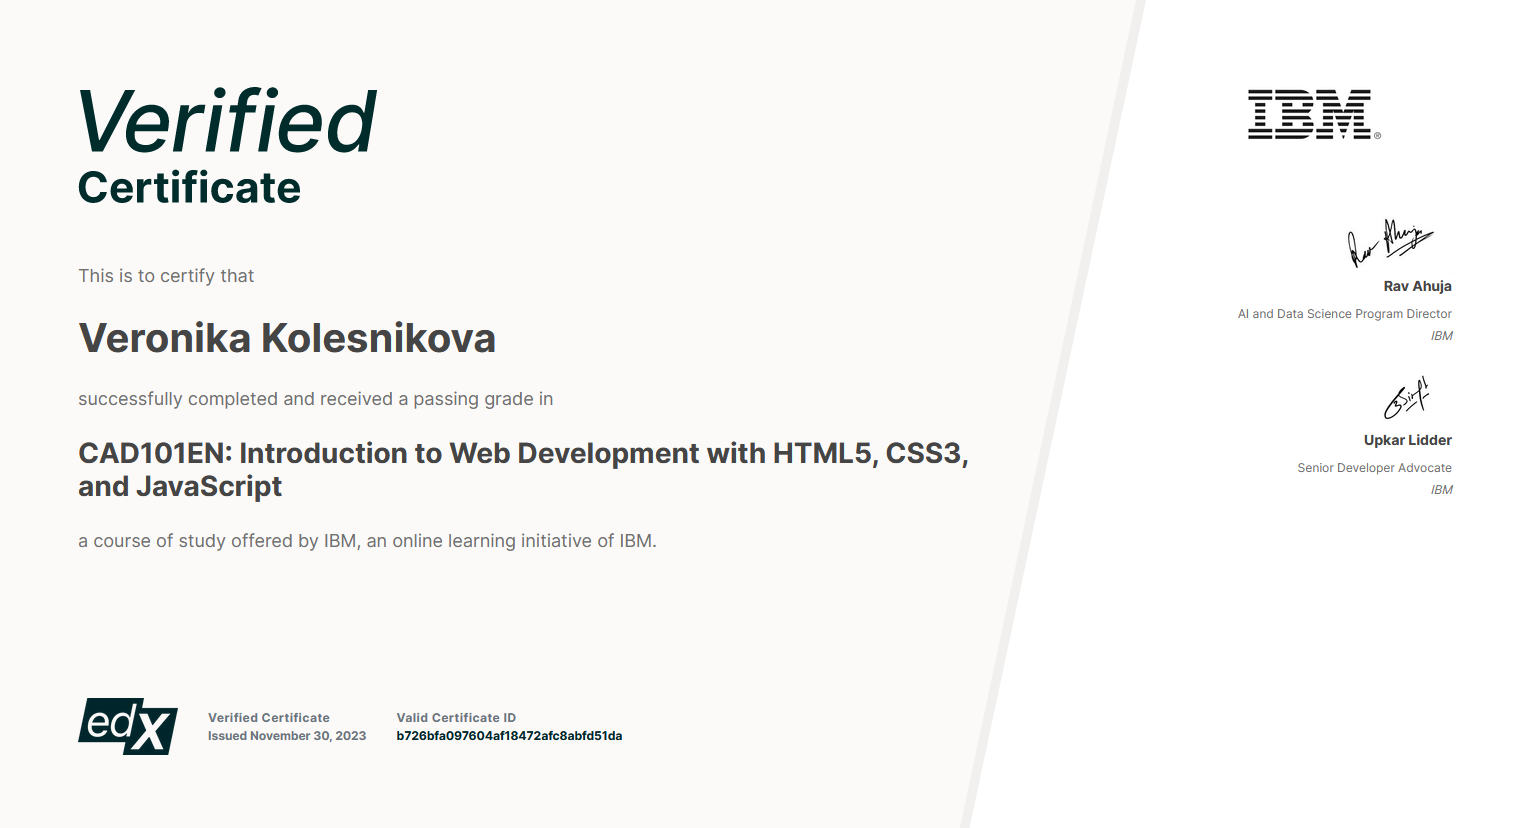 Verified
Certificate
This is to certify that
Veronika Kolesnikova
successfully completed and received a passing grade in
CAD101EN: Introduction to Web Development with HTML5, CSS3,
and JavaScript
a course of study offered by IBM, an online learning initiative of IBM.
edX
Verified Certificate
Issued November 30, 2023
Valid Certificate ID
b726bfa097604af18472afc8abfd51da
IBM®
Rav Ahuja
Rav Ahuja
AI and Data Science Program Director
IBM
Upkar Lidder
Senior Developer Advocate
IBM